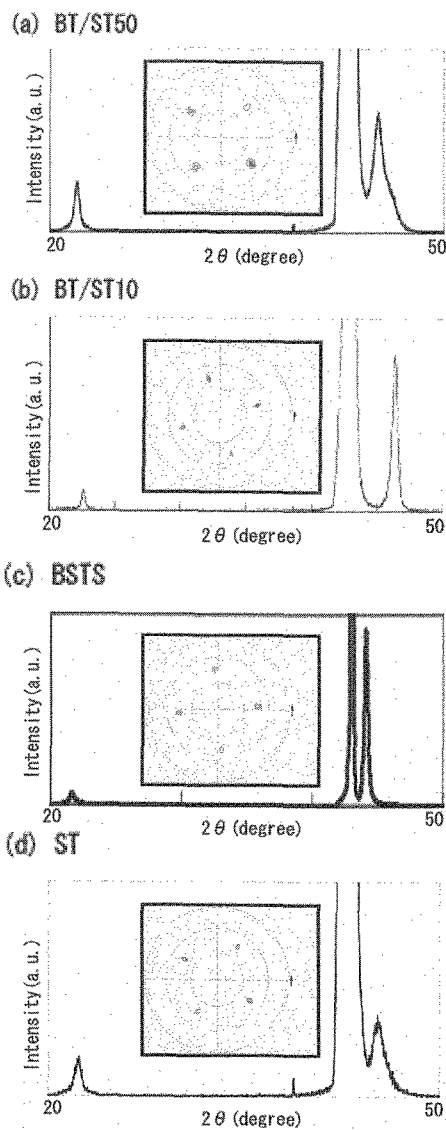 (a) BT/ST50
Intensity(a.u.)
20 50
2θ (degree)
(b) BT/ST10
Intensity(a.u.)
20 50
2θ (degree)
(c) BSTS
Intensity(a.u.)
20 50
2θ (degree)
(d) ST
Intensity(a.u.)
20 50
2θ (degree)